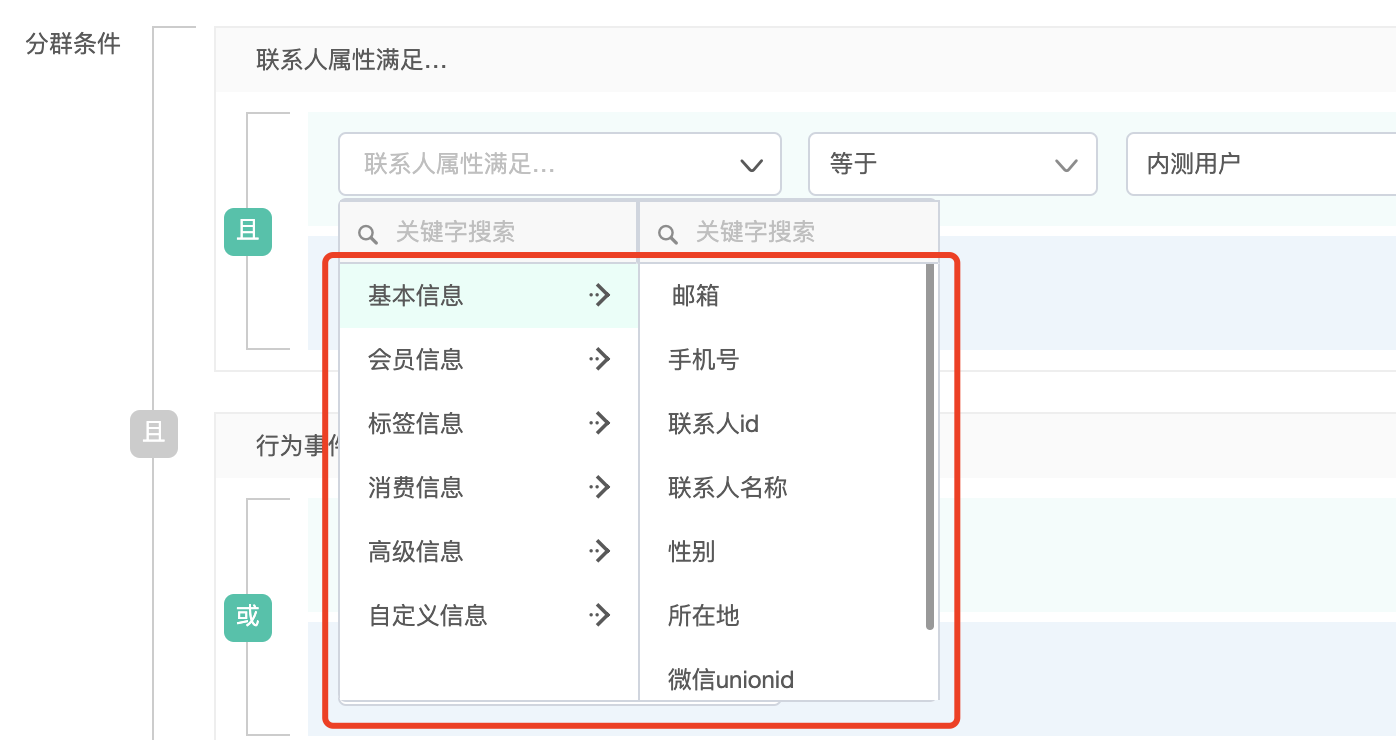 分群条件
联系人属性满足...
联系人属性满足... 等于 内测用户
且
关键字搜索 关键字搜索
基本信息 邮箱
会员信息 手机号
标签信息 联系人id
且
行为事件
消费信息 联系人名称
高级信息 性别
或
自定义信息 所在地
微信unionid